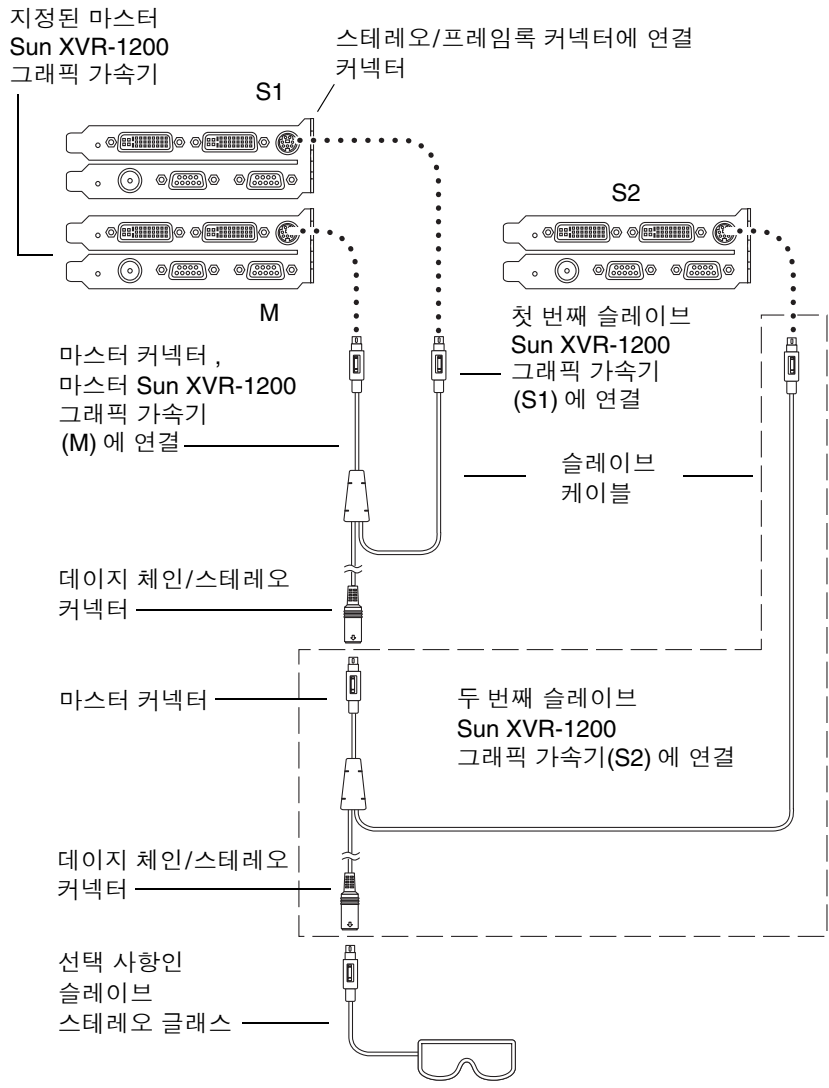 지정된 마스터
Sun XVR-1200
그래픽 가속기
스테레오/프레임록 커넥터에 연결
커넥터
S1
S2
M
마스터 커넥터 ,
마스터 Sun XVR-1200
그래픽 가속기
(M) 에 연결
첫 번째 슬레이브
Sun XVR-1200
그래픽 가속기
(S1) 에 연결
슬레이브
케이블
데이지 체인/스테레오
커넥터
마스터 커넥터
두 번째 슬레이브
Sun XVR-1200
그래픽 가속기(S2) 에 연결
데이지 체인/스테레오
커넥터
선택 사항인
슬레이브
스테레오 글래스